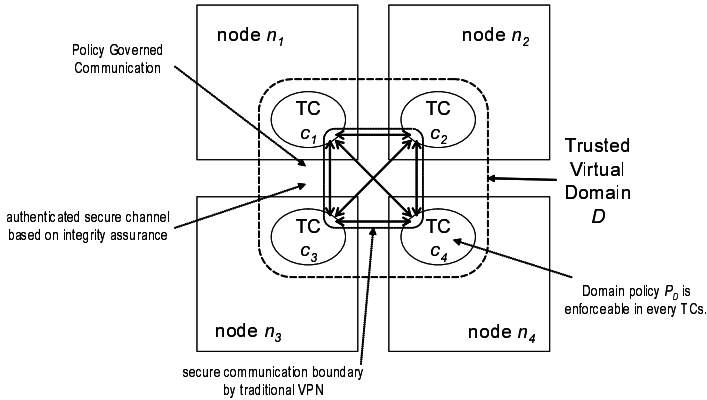 node n1
node n2
Policy Governed
Communication
TC
c1
TC
c2
Trusted
Virtual
Domain
D
authenticated secure channel
based on integrity assurance
TC
c3
TC
c4
Domain policy PD is
enforceable in every TCs.
node n3
node n4
secure communication boundary
by traditional VPN